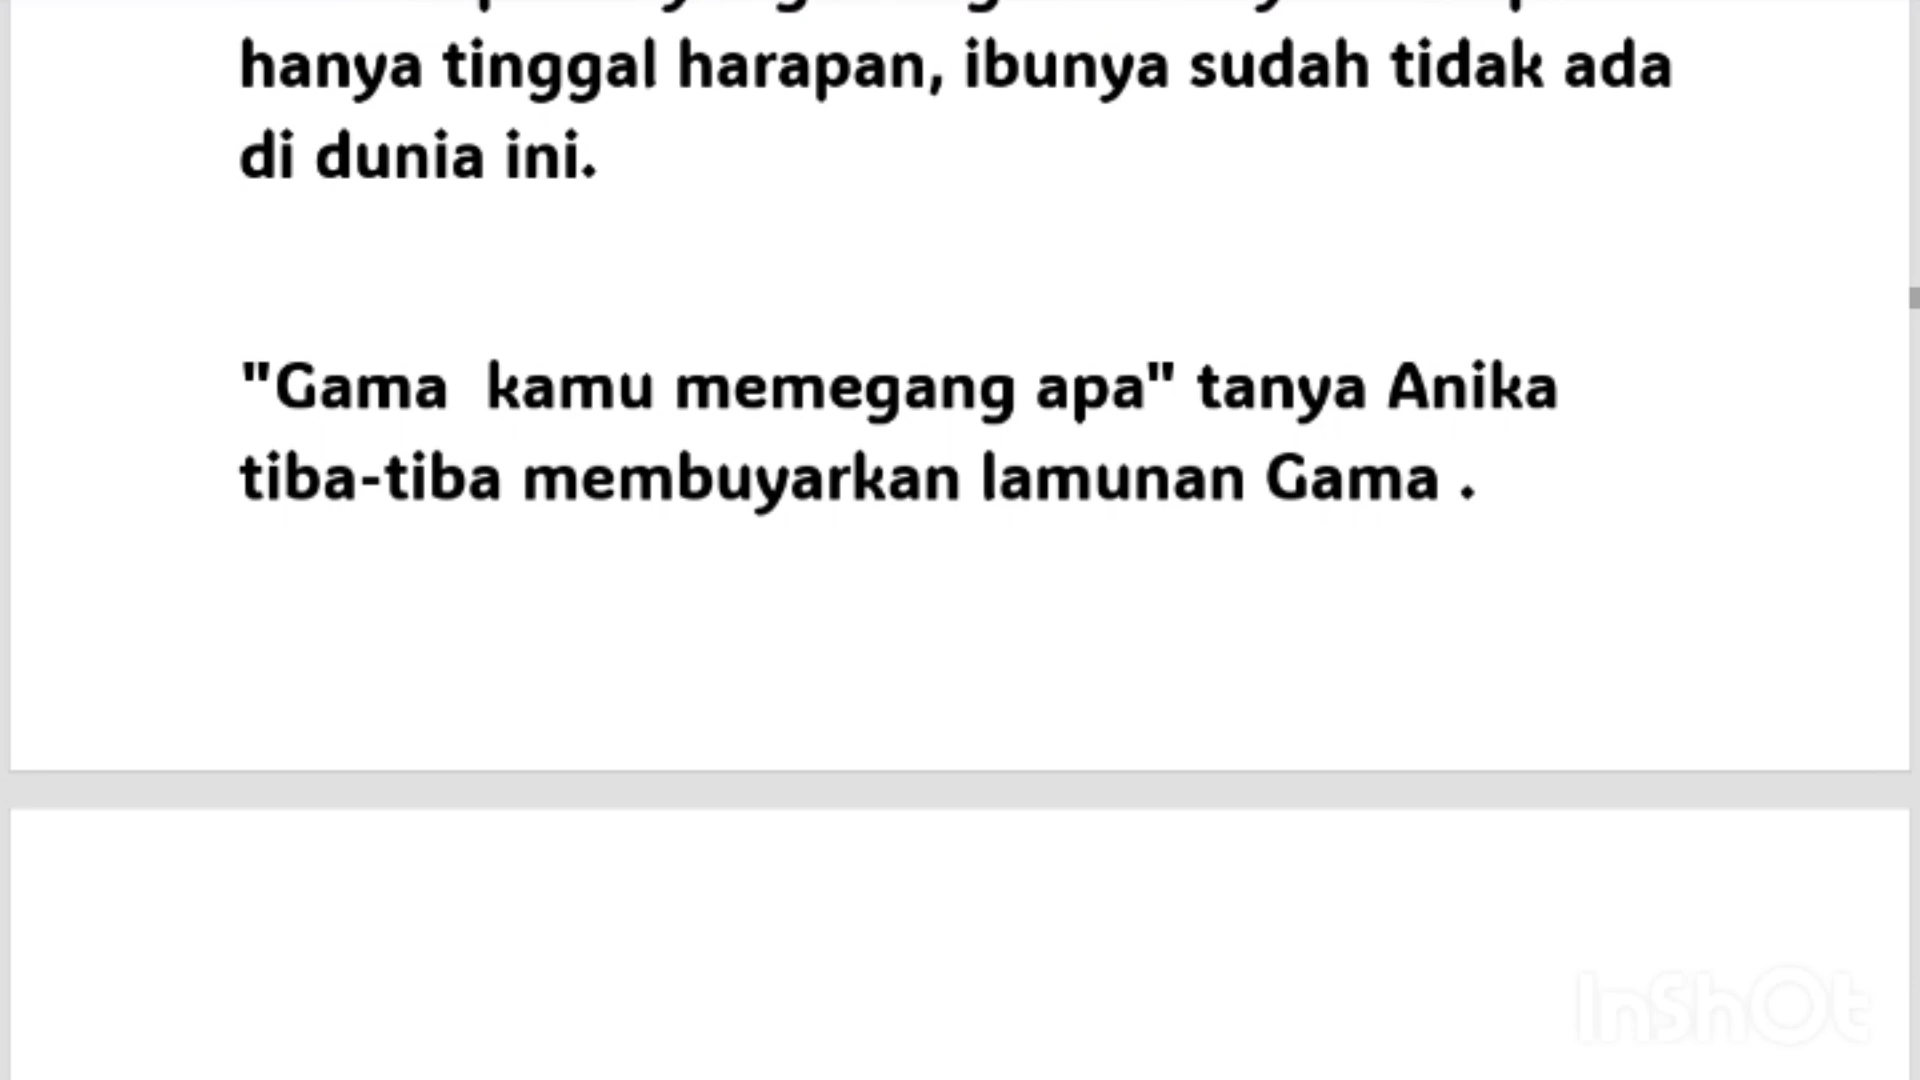 hanya tinggal harapan, ibunya sudah tidak ada
di dunia ini.
"Gama  kamu memegang apa" tanya Anika
tiba-tiba membuyarkan lamunan Gama .
InShOt